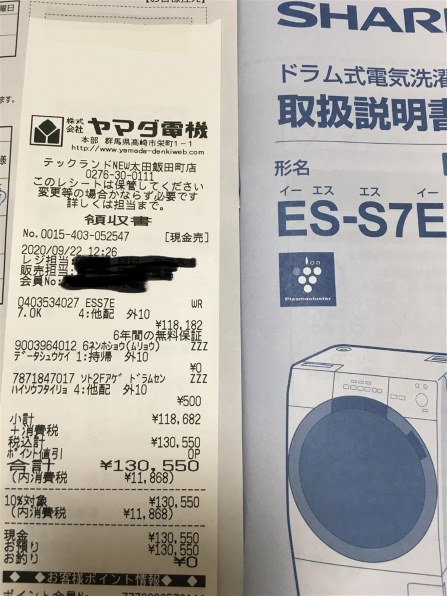 【お客様注文】
株式会社 ヤマダ電機
本部 群馬県高崎市栄町1-1
http://www.yamada-denkiweb.com
テックランドNEW太田飯田町店
0276-30-0111
このレシートは保管してください
変更等の場合かならず必要です
詳しくは担当まで。
領収書
No.0015-403-052547 [現金売]
2020/09/22 12:26
レジ担当:
販売担当:
会員No:
0403534027 ESS7E WR
7.0K 4:他配 外10
¥118,182
6年間の無料保証
9003964012 6ネンホショウ(ムリョウ) ZZZ
データシュウケイ 1:持帰 外10
¥0
7871847017 ソト2Fアゲ ドラムセン ZZZ
ハイソウフタイリョ 4:他配 外10
¥500
小計 ¥118,682
+消費税
税込計 ¥130,550
ポイント値引 0P
合計 ¥130,550
(内消費税 ¥11,868)
10%対象 ¥130,550
(内消費税 ¥11,868)
現金 ¥130,550
お預り ¥130,550
お釣り ¥0
◆ ◆お客様ポイント情報◆ ◆
SHAR
ドラム式電気洗濯
取扱説明書
形名
イー エス エス イー
ES-S7E
Ion
Plasmacluster